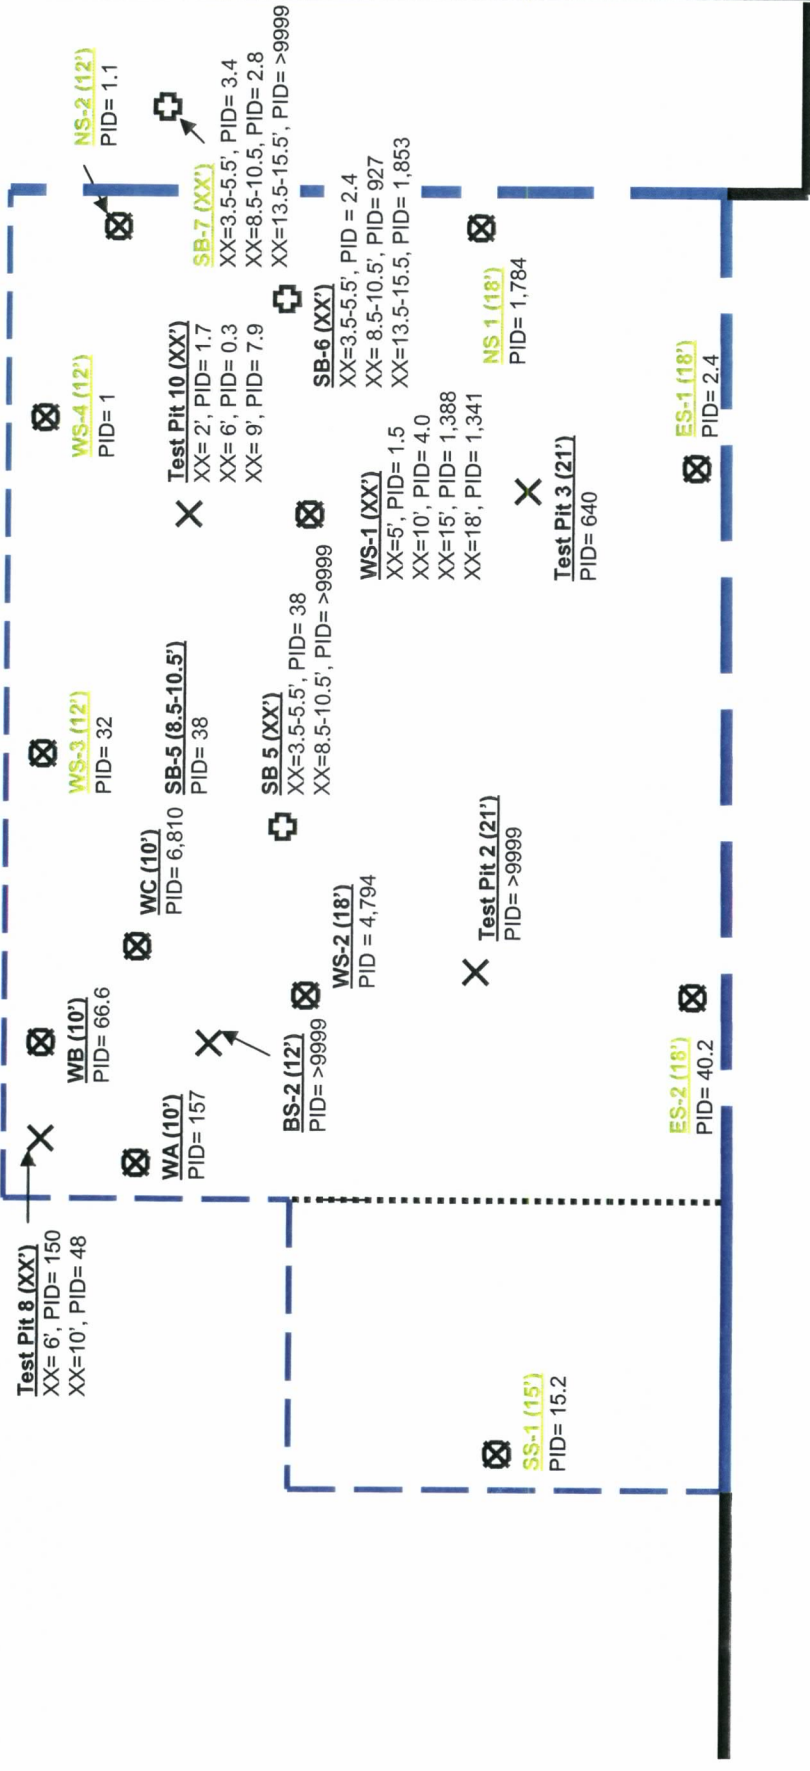 Test Pit 8 (XX')
XX= 6', PID= 150
XX=10', PID= 48
WB (10')
PID= 66.6
WA (10')
PID= 157
WC (10')
PID= 6,810
BS-2 (12')
PID= >9999
WS-2 (18')
PID = 4,794
WS-3 (12')
PID= 32
SB-5 (8.5-10.5')
PID= 38
SB 5 (XX')
XX=3.5-5.5', PID= 38
XX=8.5-10.5', PID= >9999
WS-4 (12')
PID= 1
Test Pit 10 (XX')
XX= 2', PID= 1.7
XX= 6', PID= 0.3
XX= 9', PID= 7.9
NS-2 (12')
PID= 1.1
SB-7 (XX')
XX=3.5-5.5', PID= 3.4
XX=8.5-10.5, PID= 2.8
XX=13.5-15.5', PID= >9999
SB-6 (XX')
XX=3.5-5.5', PID = 2.4
XX= 8.5-10.5', PID= 927
XX=13.5-15.5, PID= 1,853
WS-1 (XX')
XX=5', PID= 1.5
XX=10', PID= 4.0
XX=15', PID= 1,388
XX=18', PID= 1,341
NS 1 (18')
PID= 1,784
Test Pit 2 (21')
PID= >9999
Test Pit 3 (21')
PID= 640
SS-1 (15')
PID= 15.2
ES-2 (18')
PID= 40.2
ES-1 (18')
PID= 2.4